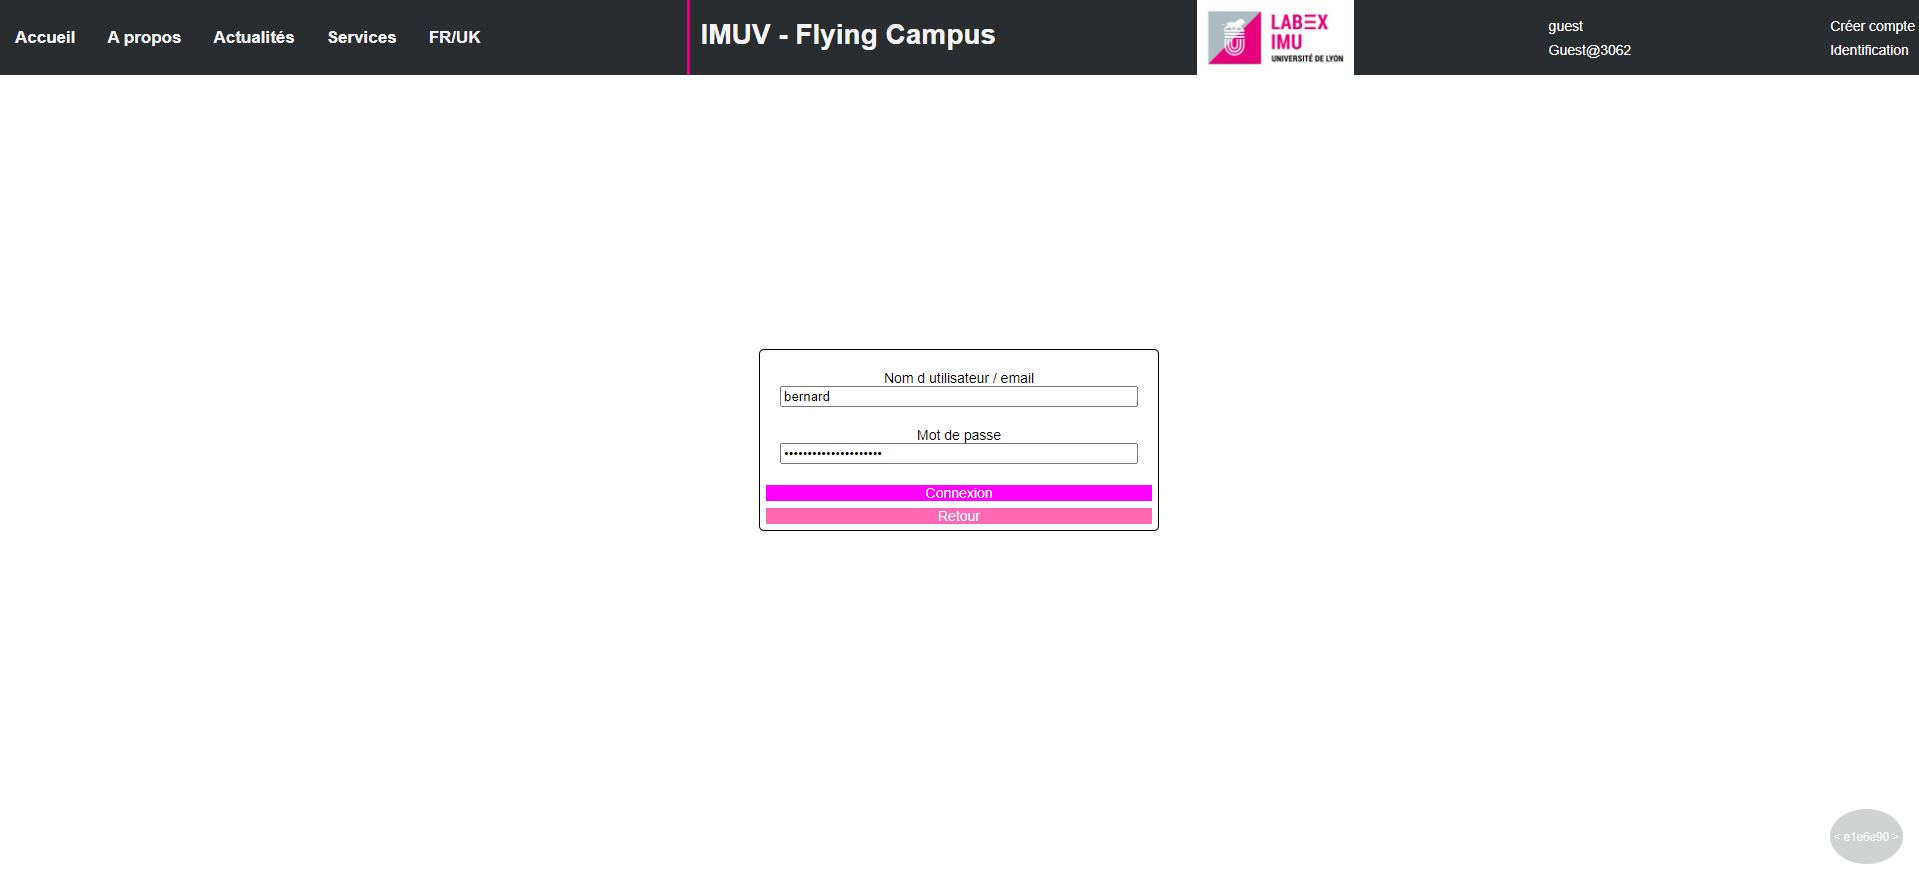 Accueil
A propos
Actualités
Services
FR/UK
IMUV - Flying Campus
LABEX
IMU
UNIVERSITÉ DE LYON
guest
Guest@3062
Créer compte
Identification
Nom d utilisateur / email
bernard
Mot de passe
•••••••••••••••••••••
Connexion
Retour
< e1e6e90 >